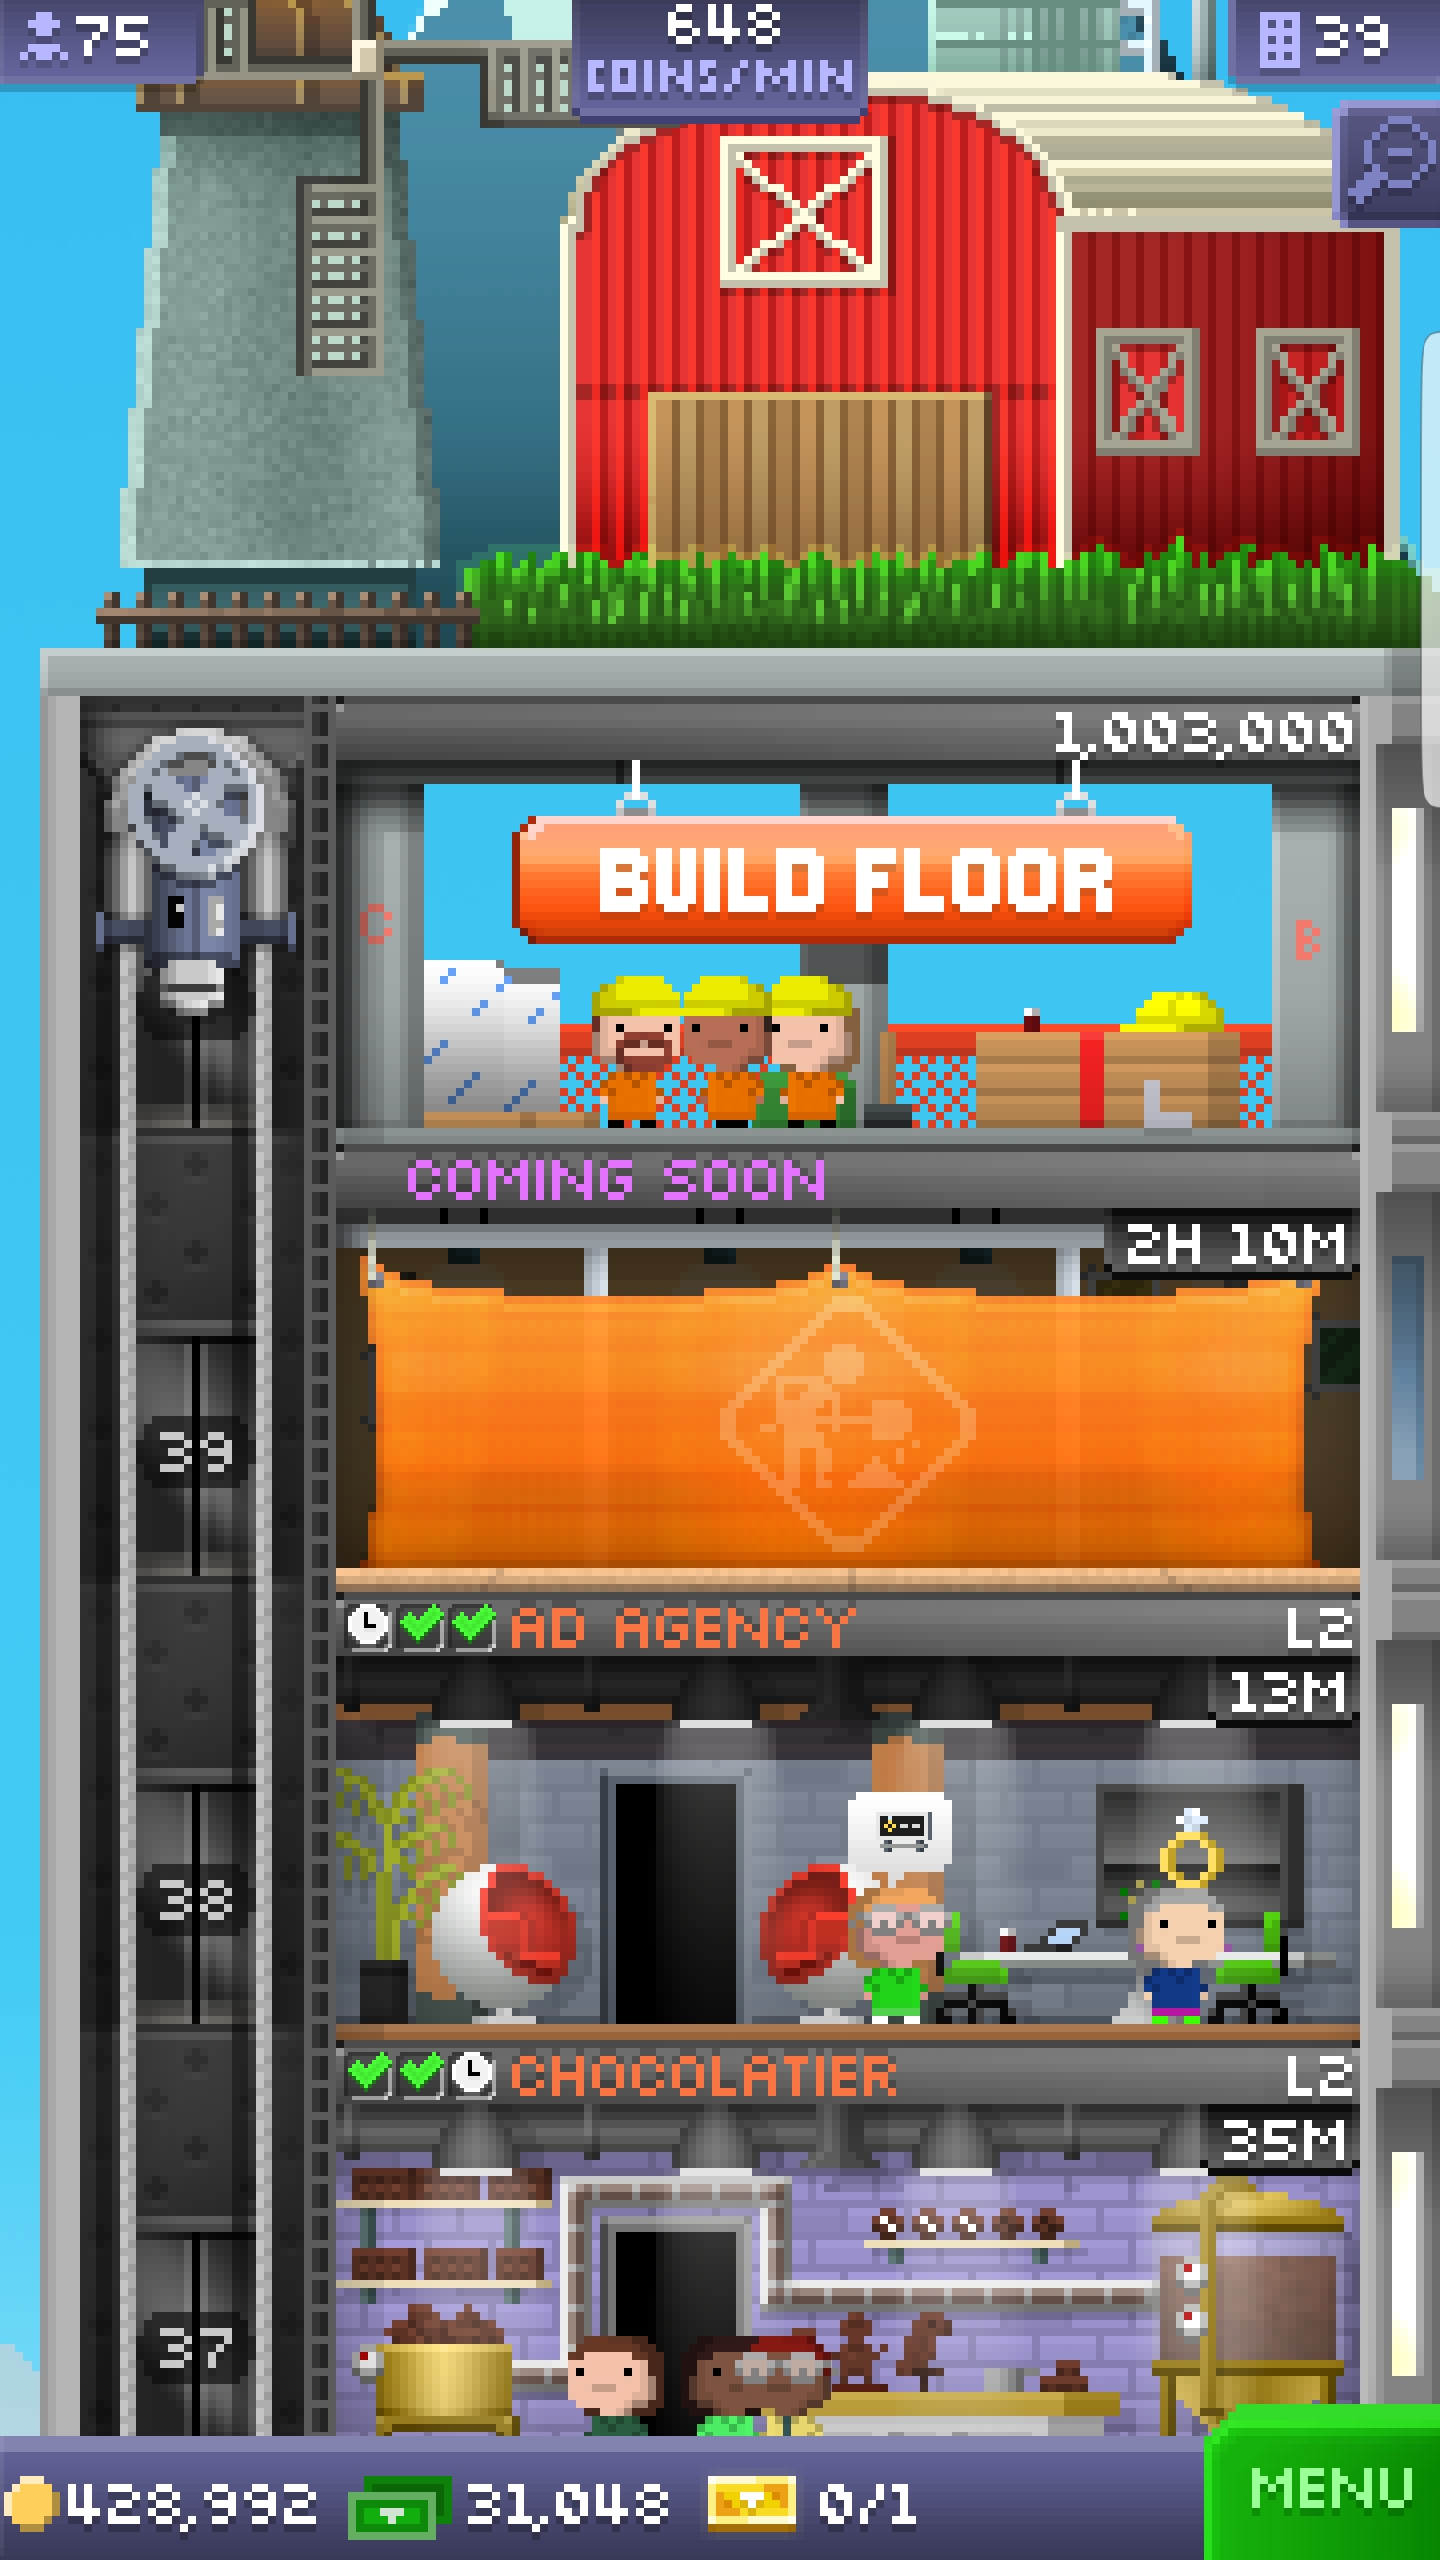 75
648
COINS/MIN
39
1,003,000
BUILD FLOOR
C
B
COMING SOON
2H 10M
39
AD AGENCY L2
13M
38
CHOCOLATIER L2
35M
37
428,992 31,048 0/1
MENU